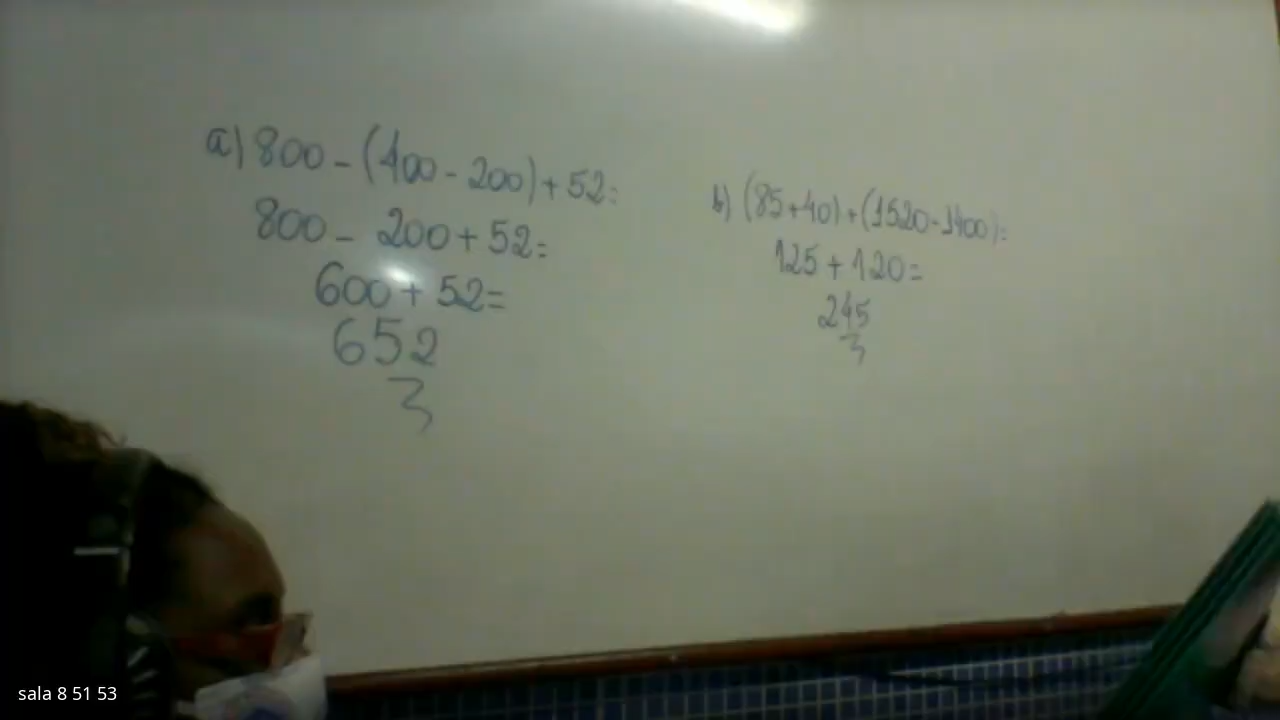 a) 800 - (400 - 200) + 52 =
800 - 200 + 52 =
600 + 52 =
652
b) (85 + 40) + (1520 - 1400) =
125 + 120 =
245
sala 8 51 53